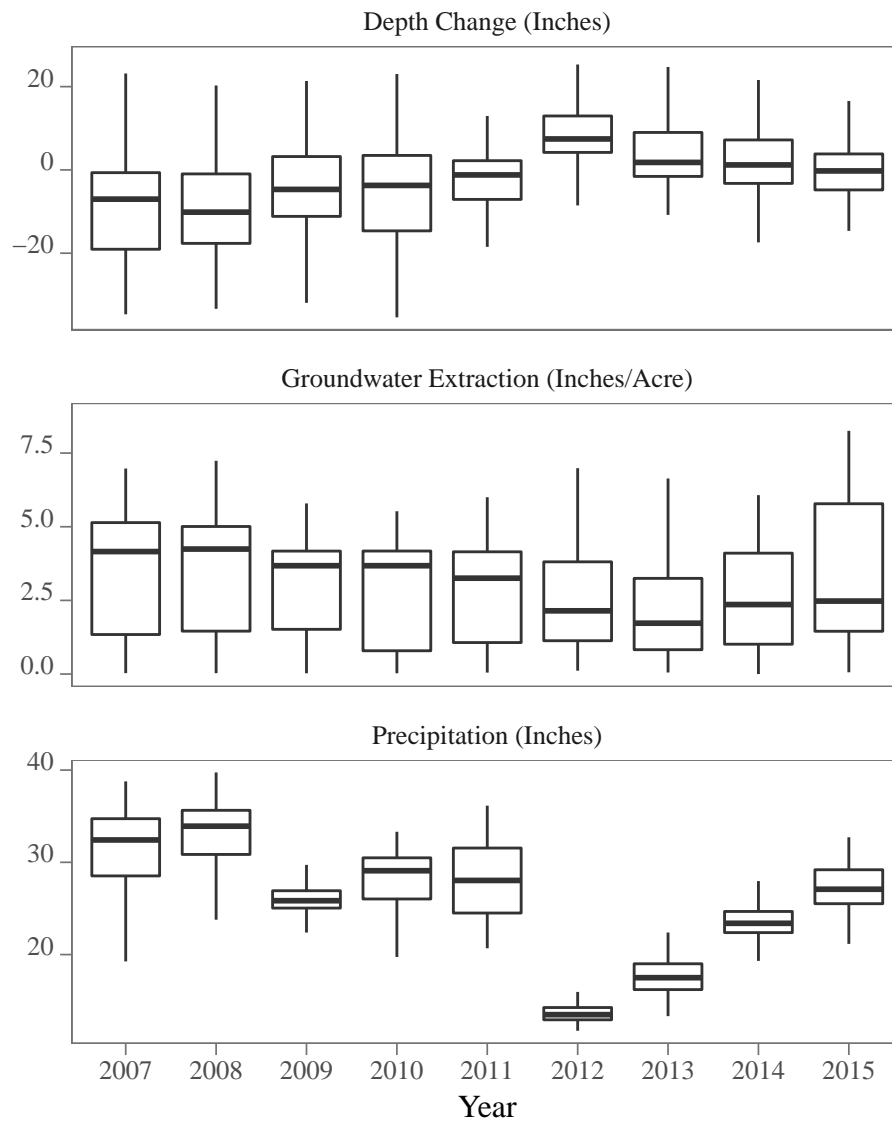 Depth Change (Inches)
20
0
−20
Groundwater Extraction (Inches/Acre)
7.5
5.0
2.5
0.0
Precipitation (Inches)
40
30
20
2007 2008 2009 2010 2011 2012 2013 2014 2015
Year